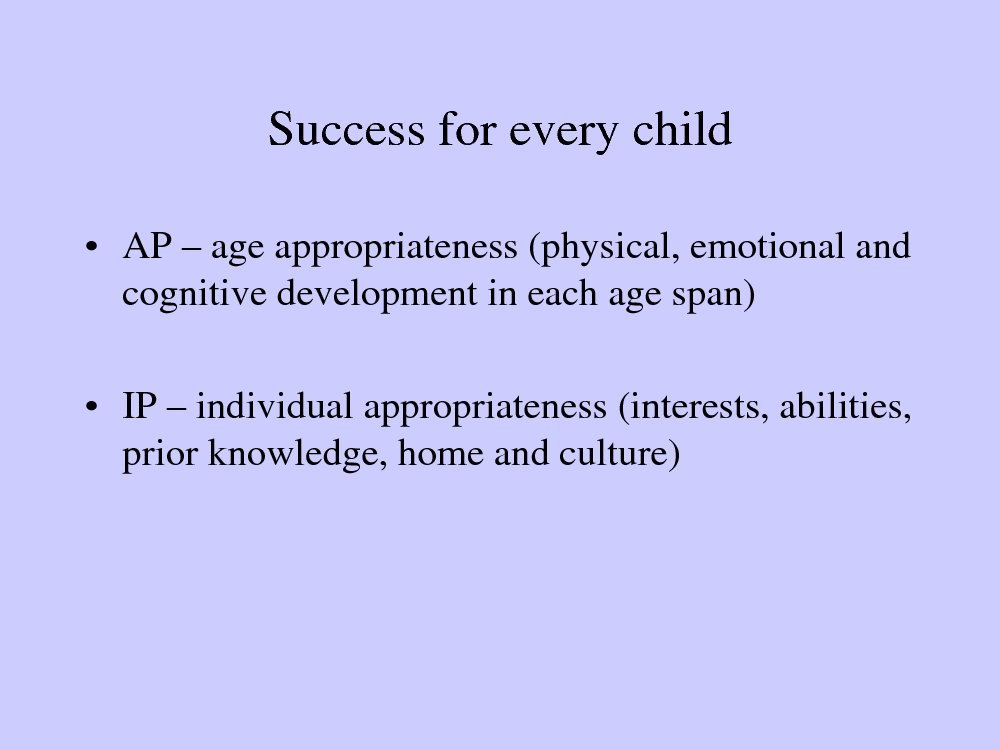 Success for every child
• AP – age appropriateness (physical, emotional and
cognitive development in each age span)
• IP – individual appropriateness (interests, abilities,
prior knowledge, home and culture)